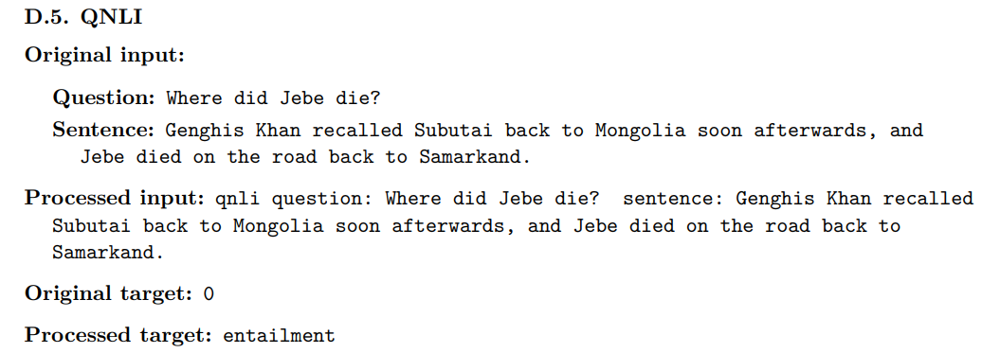 D.5. QNLI
Original input:
Question: Where did Jebe die?
Sentence: Genghis Khan recalled Subutai back to Mongolia soon afterwards, and
Jebe died on the road back to Samarkand.
Processed input: qnli question: Where did Jebe die? sentence: Genghis Khan recalled
Subutai back to Mongolia soon afterwards, and Jebe died on the road back to
Samarkand.
Original target: 0
Processed target: entailment